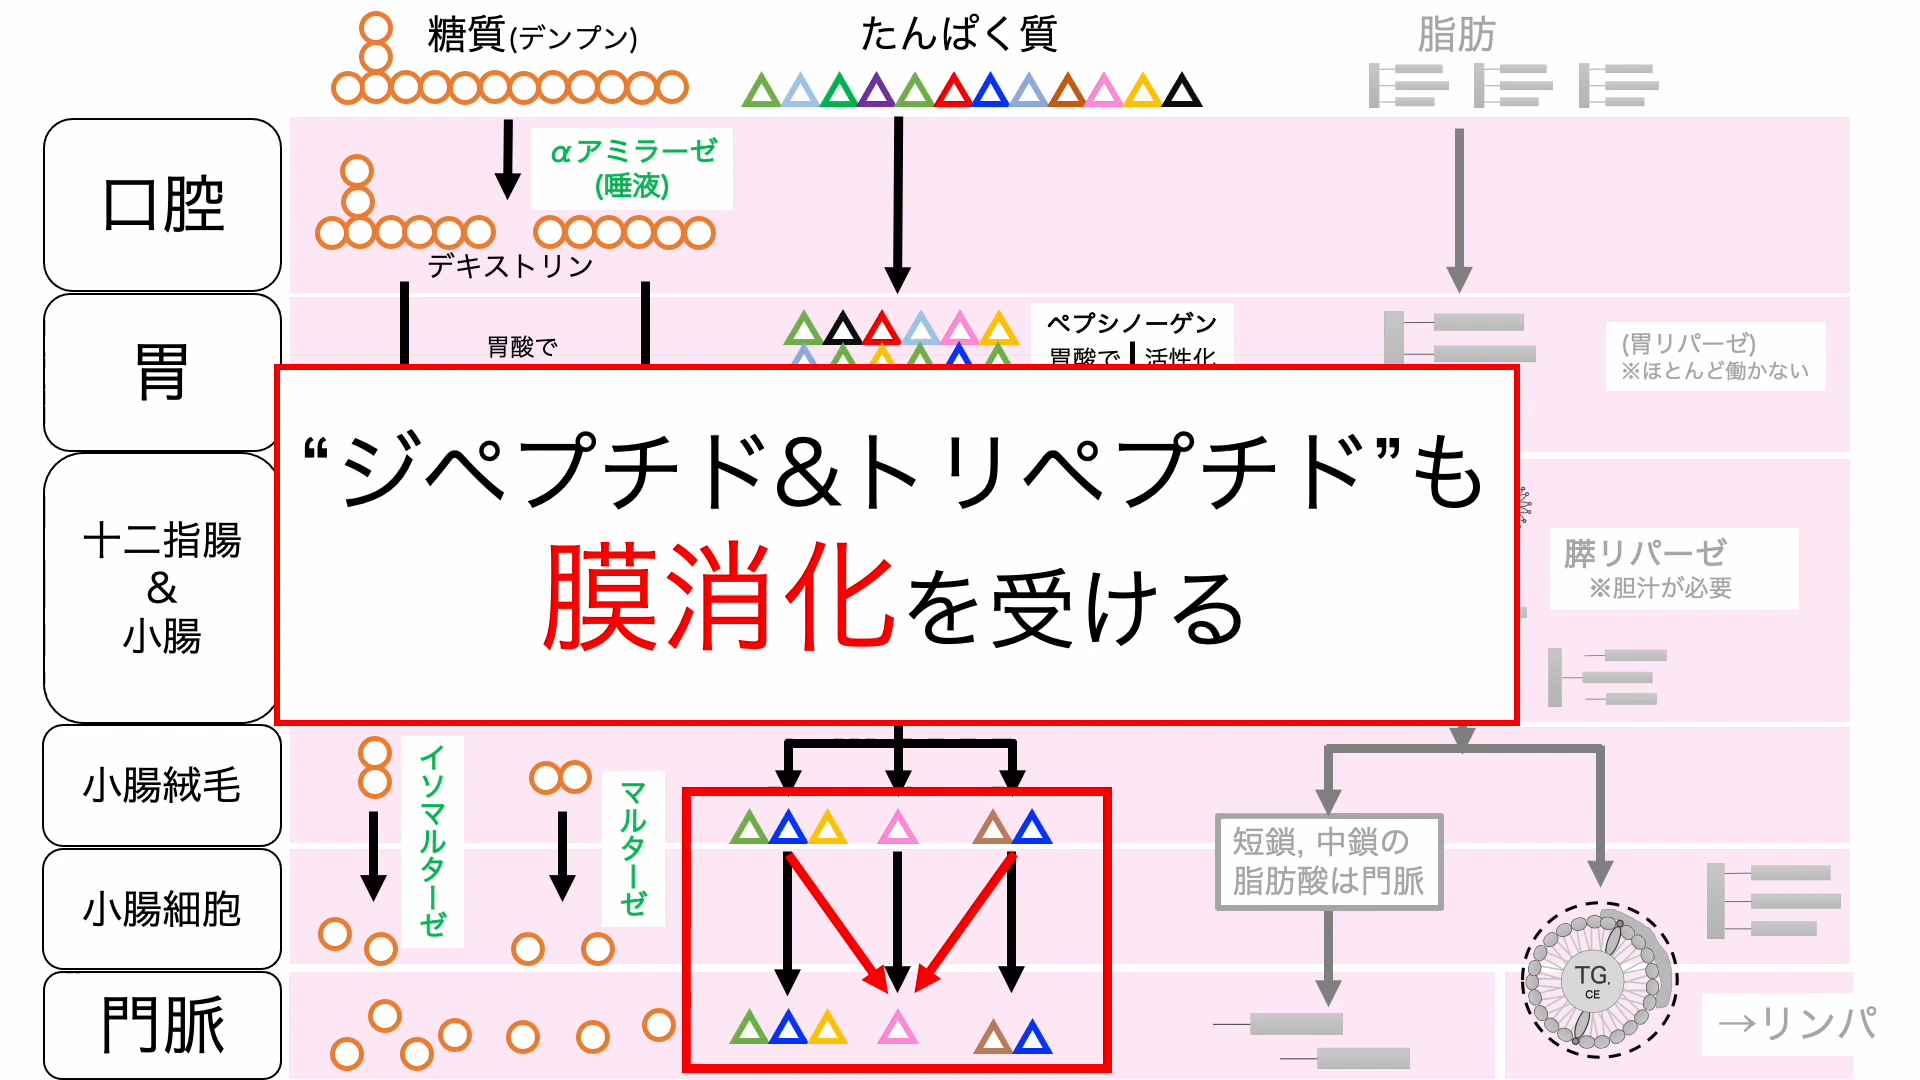 糖質(デンプン)
たんぱく質
脂肪
口腔
αアミラーゼ
(唾液)
デキストリン
胃
胃酸で
ペプシノーゲン
胃酸で 活性化
(胃リパーゼ)
※ほとんど働かない
“ジペプチド&トリペプチド”も
膜消化を受ける
十二指腸
&
小腸
膵リパーゼ
※胆汁が必要
小腸絨毛
イソマルターゼ
マルターゼ
短鎖, 中鎖の
脂肪酸は門脈
小腸細胞
門脈
TG,
CE
→リンパ